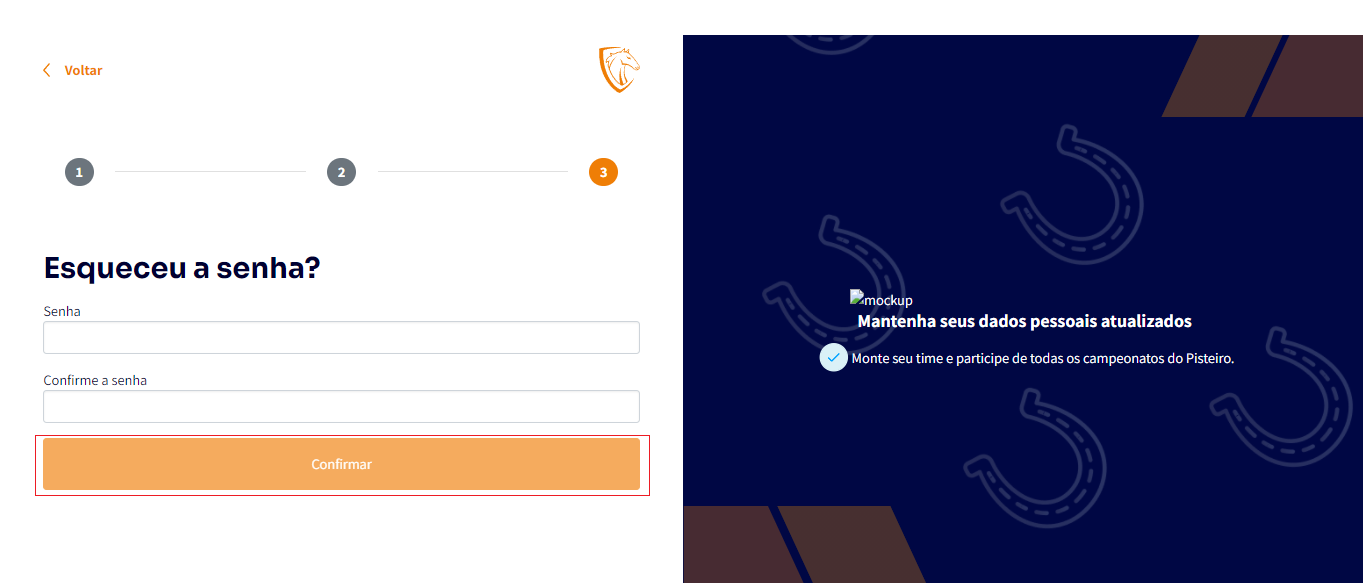 Voltar
1
2
3
Esqueceu a senha?
Senha
Confirme a senha
Confirmar
mockup
Mantenha seus dados pessoais atualizados
Monte seu time e participe de todas os campeonatos do Pisteiro.